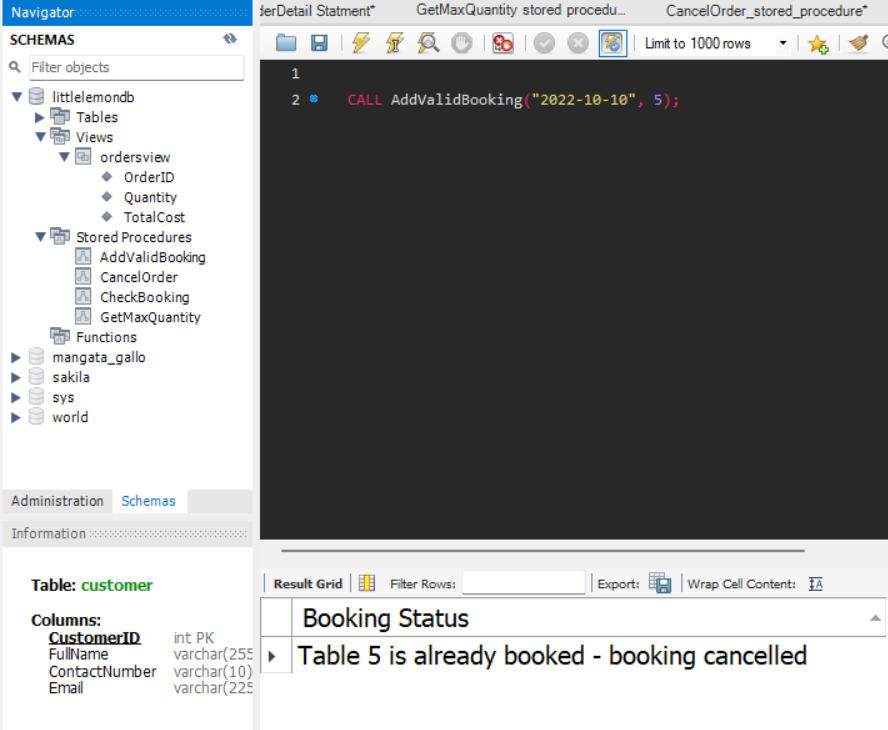 Navigator
SCHEMAS
Filter objects
littlelemondb
Tables
Views
ordersview
OrderID
Quantity
TotalCost
Stored Procedures
AddValidBooking
CancelOrder
CheckBooking
GetMaxQuantity
Functions
mangata_gallo
sakila
sys
world
Administration Schemas
Information
Table: customer
Columns:
CustomerID int PK
FullName varchar(255
ContactNumber varchar(10)
Email varchar(225
derDetail Statment* GetMaxQuantity stored procedu... CancelOrder_stored_procedure*
Limit to 1000 rows
1
2 CALL AddValidBooking("2022-10-10", 5);
Result Grid Filter Rows: Export: Wrap Cell Content:
Booking Status
Table 5 is already booked - booking cancelled